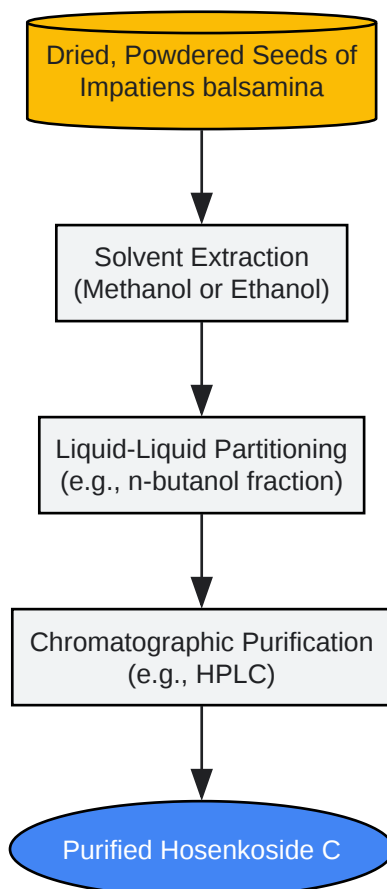 Dried, Powdered Seeds of
Impatiens balsamina
Solvent Extraction
(Methanol or Ethanol)
Liquid-Liquid Partitioning
(e.g., n-butanol fraction)
Chromatographic Purification
(e.g., HPLC)
Purified Hosenkoside C